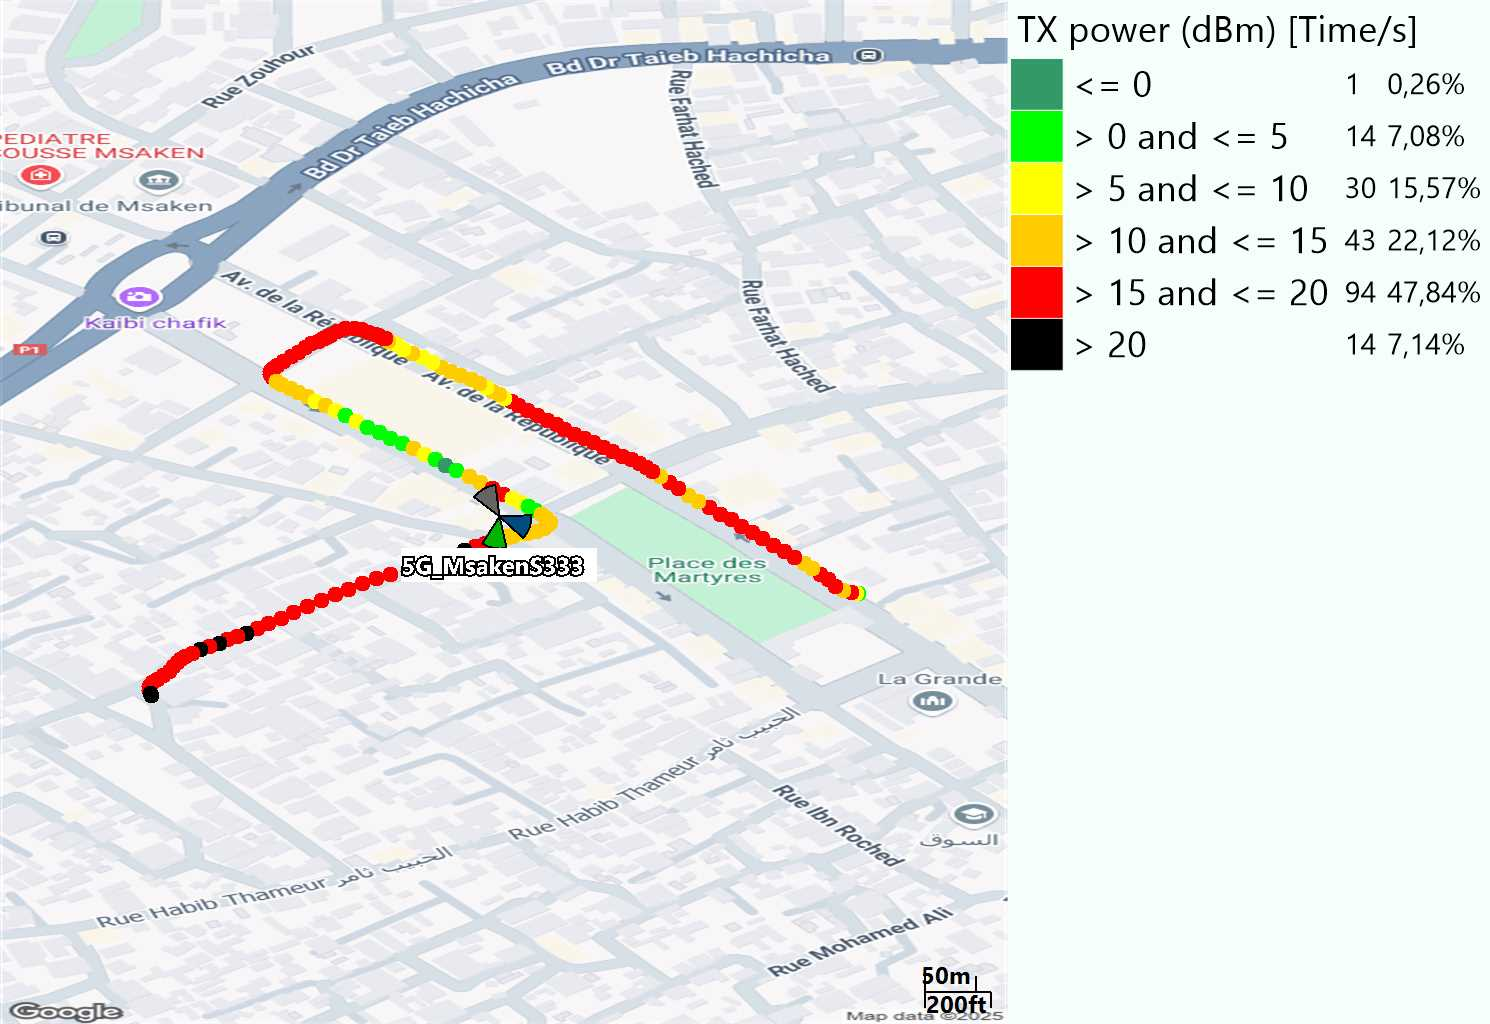 TX power (dBm) [Time/s]
<= 0 1 0,26%
> 0 and <= 5 14 7,08%
> 5 and <= 10 30 15,57%
> 10 and <= 15 43 22,12%
> 15 and <= 20 94 47,84%
> 20 14 7,14%
Rue Zouhour
Bd Dr Taieb Hachicha
Bd Dr Taieb Hachicha
Rue Farhat Hached
PEDIATRE
OUSSE MSAKEN
ibunal de Msaken
Kaibi chafik
P1
Av. de la Ré
blique
Av. de la République
Rue Farhat Hached
5G_MsakenS333
Place des
Martyres
La Grande
Rue Habib Thameur الحبيب ثامر
Rue Habib Thameur الحبيب ثامر
Rue Ibn Roched
السوق
Rue Mohamed Ali
50m
200ft
Google
Map data ©2025